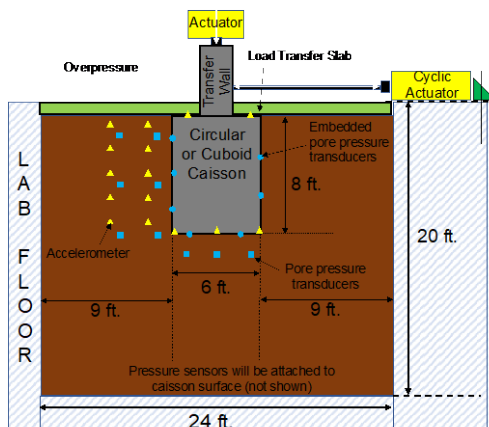 Actuator
Overpressure
Load Transfer Slab
Transfer
Wall
Cyclic
Actuator
Circular
or Cuboid
Caisson
Embedded
pore pressure
transducers
LAB FLOOR
8 ft.
20 ft.
Accelerometer
Pore pressure
transducers
6 ft.
9 ft.
9 ft.
Pressure sensors will be attached to
caisson surface (not shown)
24 ft.